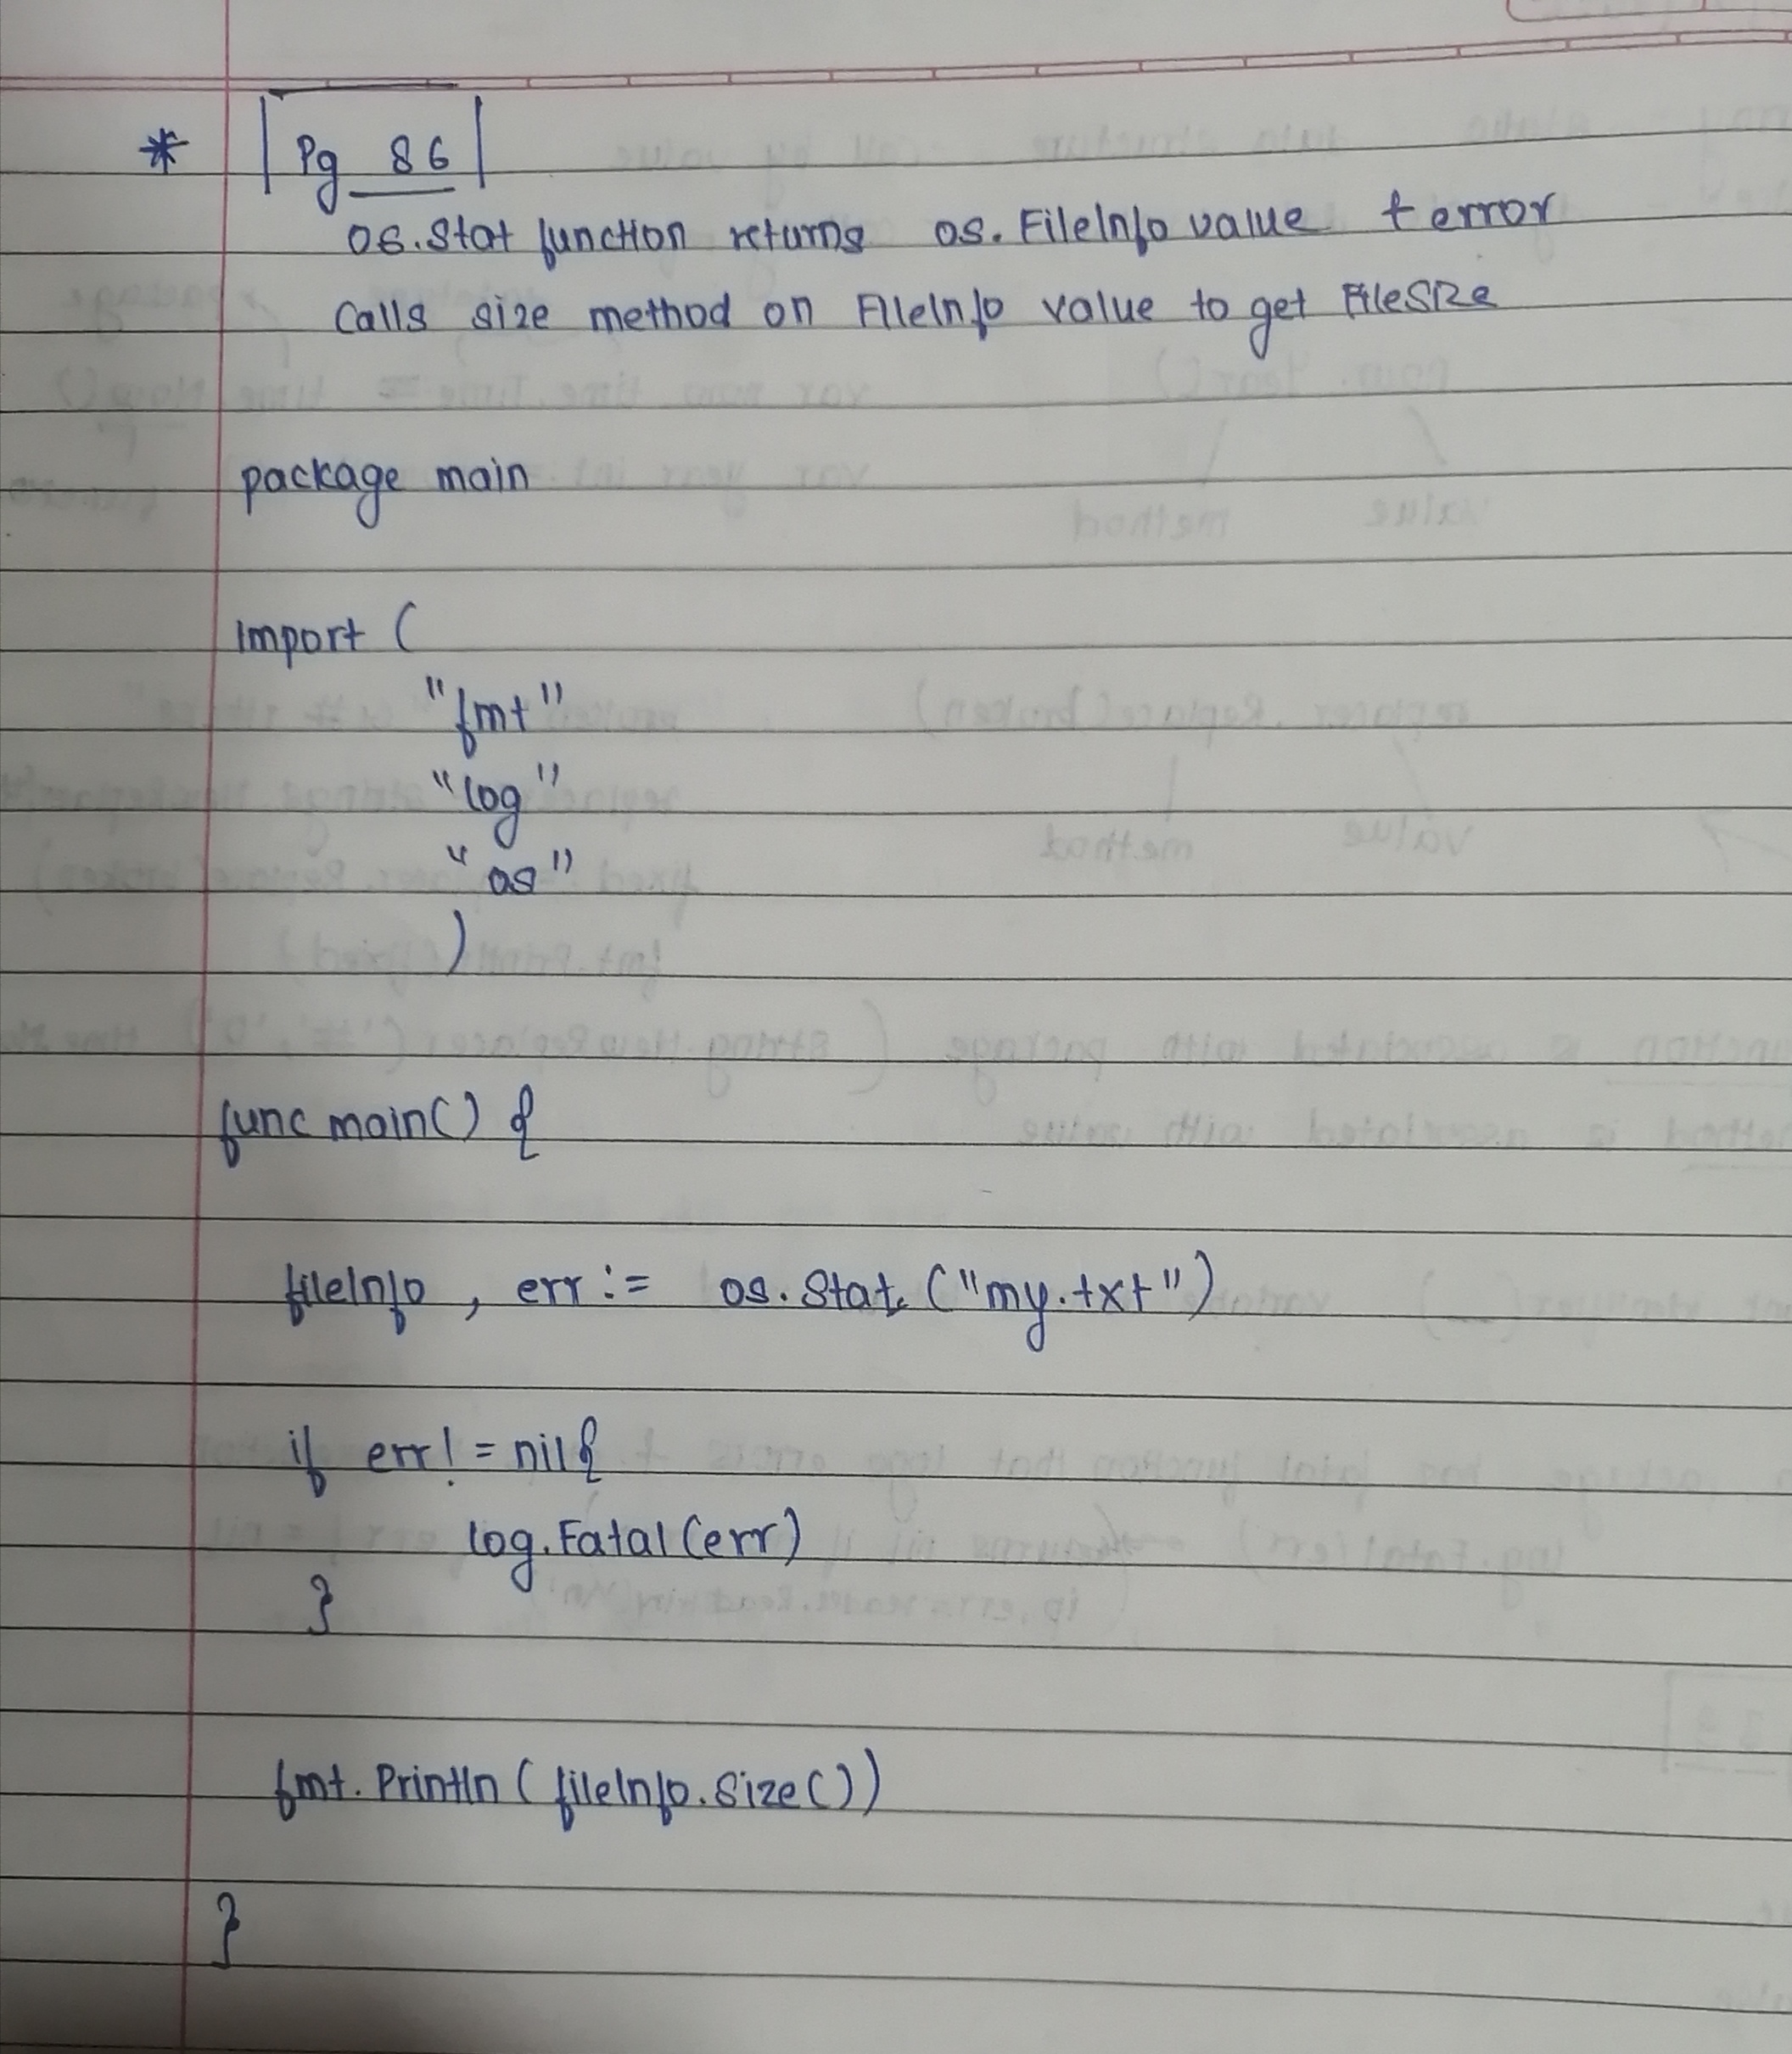 * Pg 86
os.Stat function returns os.FileInfo value + error
Calls size method on FileInfo value to get FileSize
package main
import (
"fmt"
"log"
"os"
)
func main() {
fileInfo, err := os.Stat("my.txt")
if err != nil {
log.Fatal(err)
}
fmt.Println(fileInfo.Size())
}